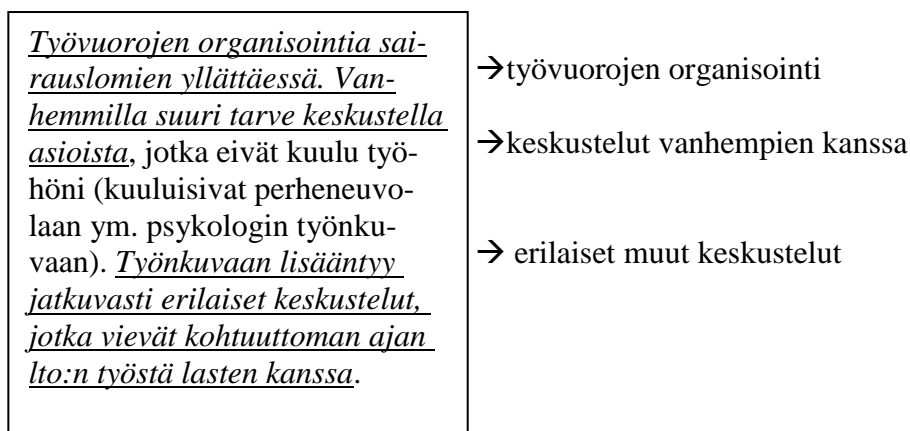 Työvuorojen organisointia sai-
rauslomien yllättäessä. Van-
hemmilla suuri tarve keskustella
asioista, jotka eivät kuulu työ-
höni (kuuluisivat perheneuvo-
laan ym. psykologin työnku-
vaan). Työnkuvaan lisääntyy
jatkuvasti erilaiset keskustelut,
jotka vievät kohtuuttoman ajan
lto:n työstä lasten kanssa.
→työvuorojen organisointi
→keskustelut vanhempien kanssa
→ erilaiset muut keskustelut